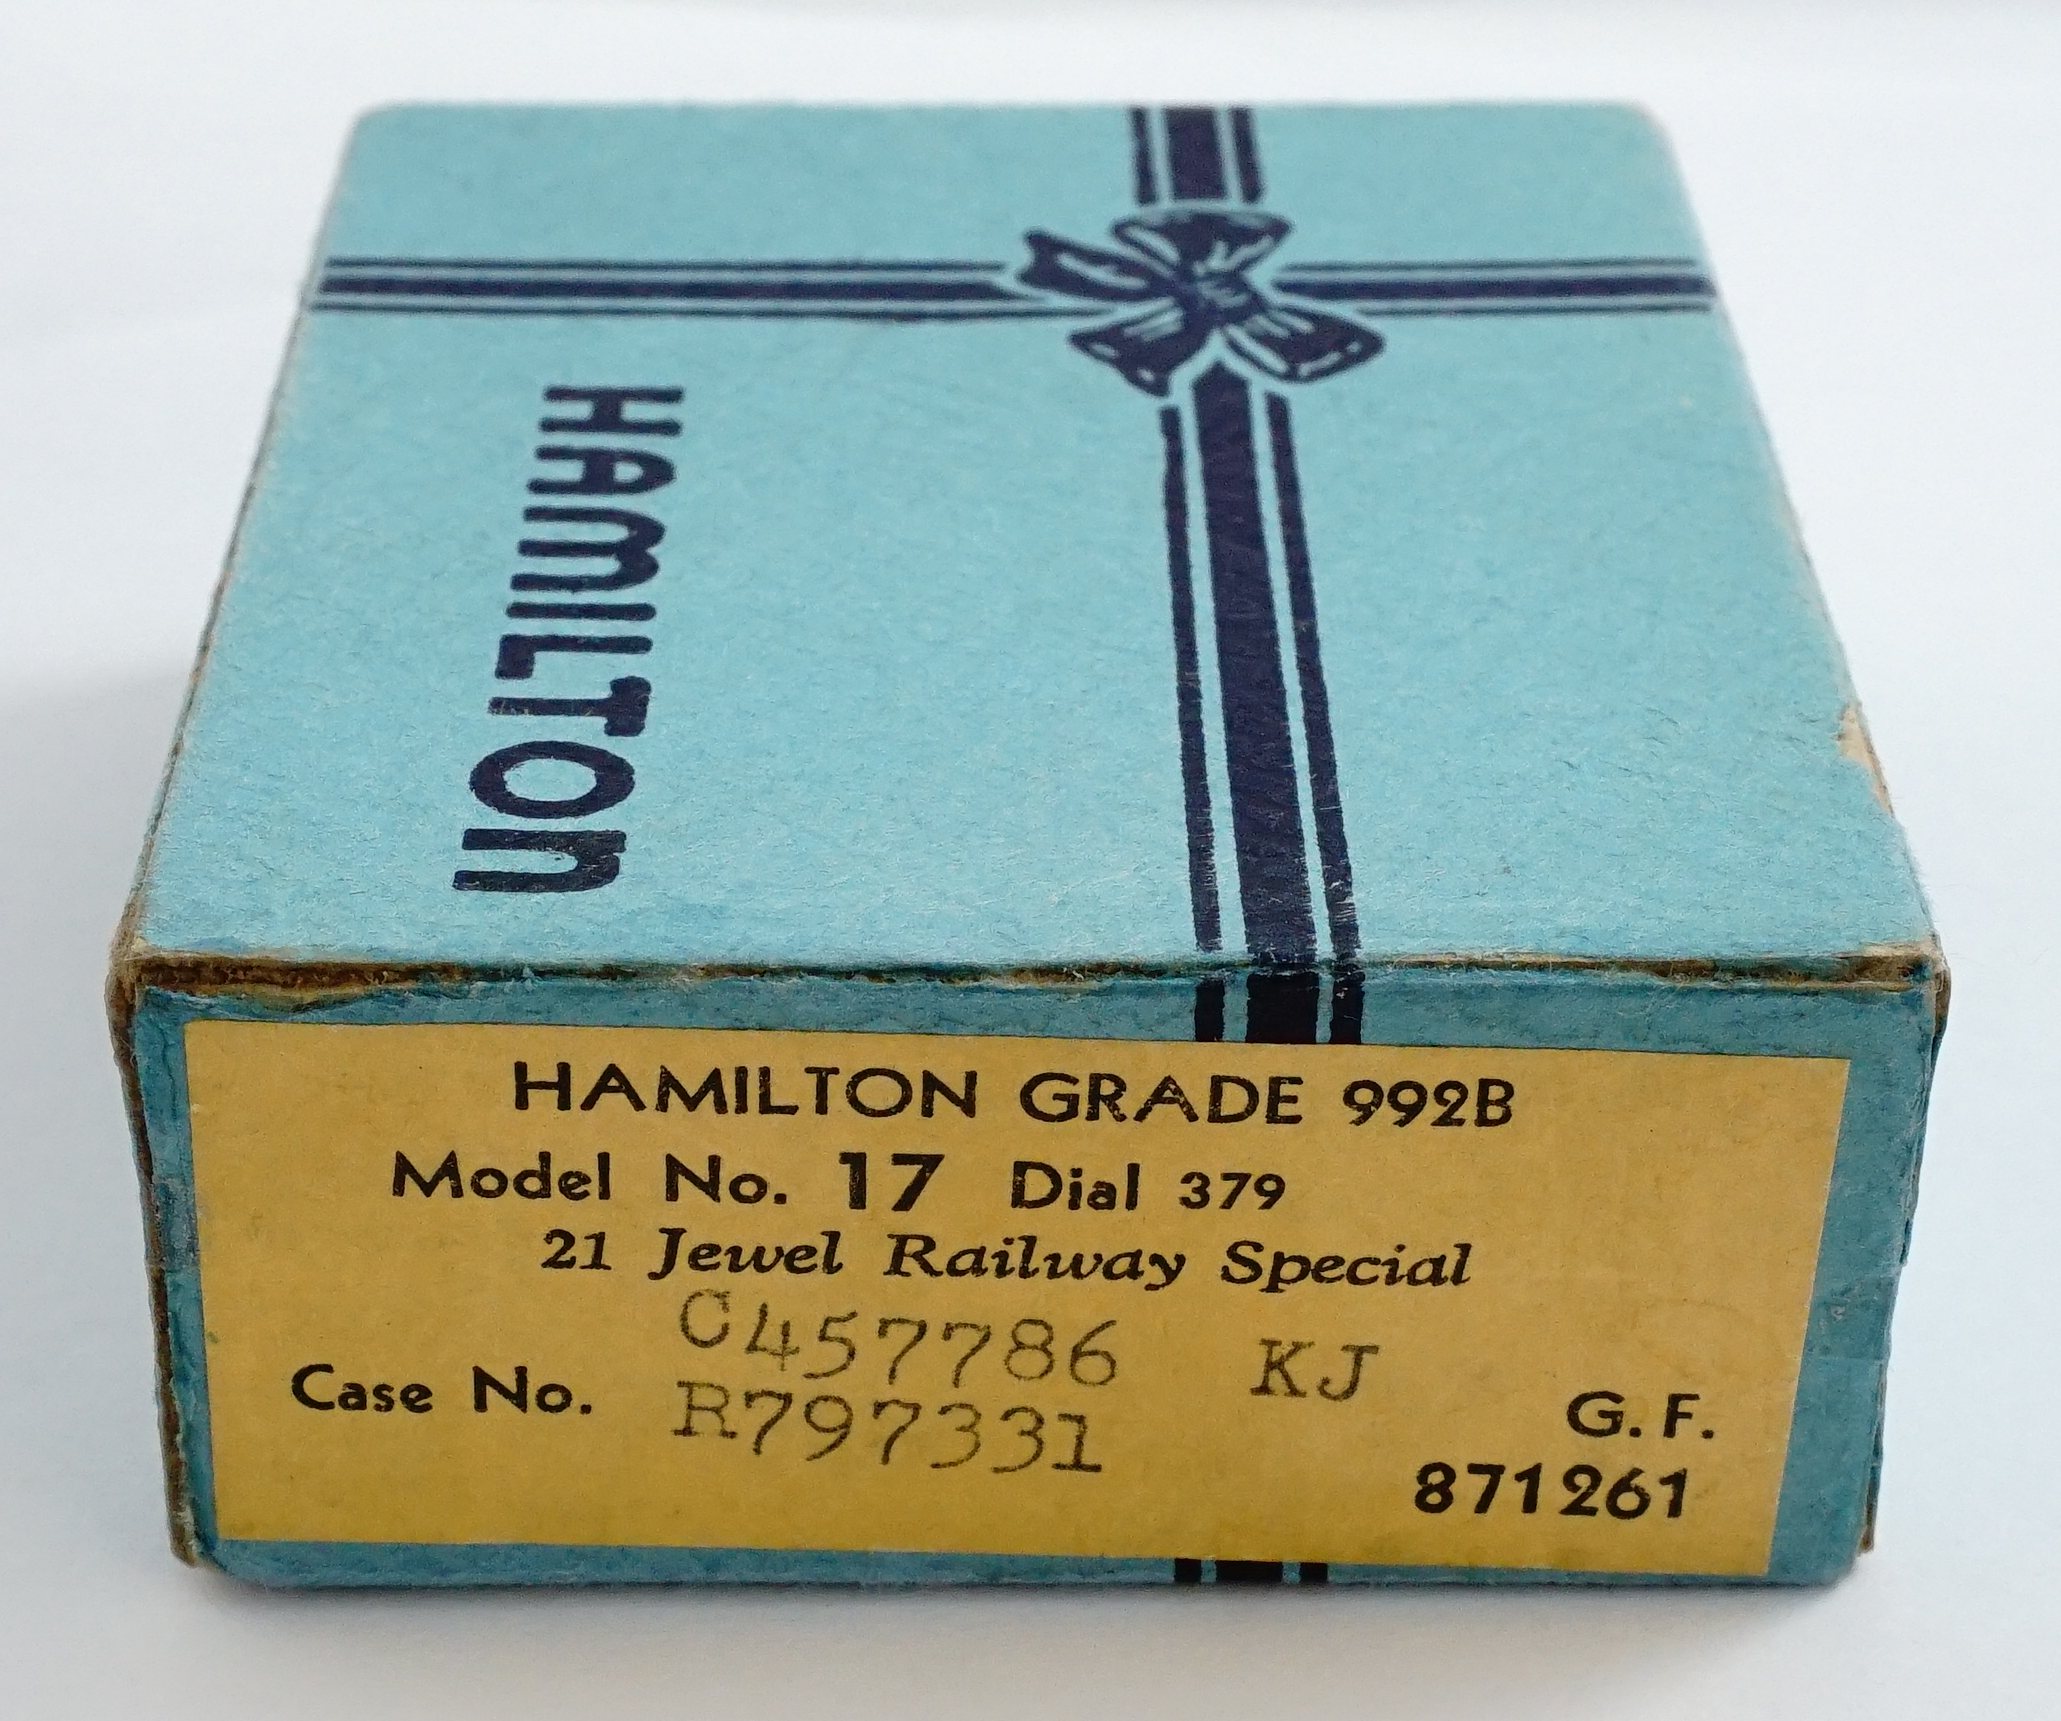 HAMILTON
HAMILTON GRADE 992B
Model No. 17 Dial 379
21 Jewel Railway Special
C457786 KJ
Case No. R797331
G.F.
871261